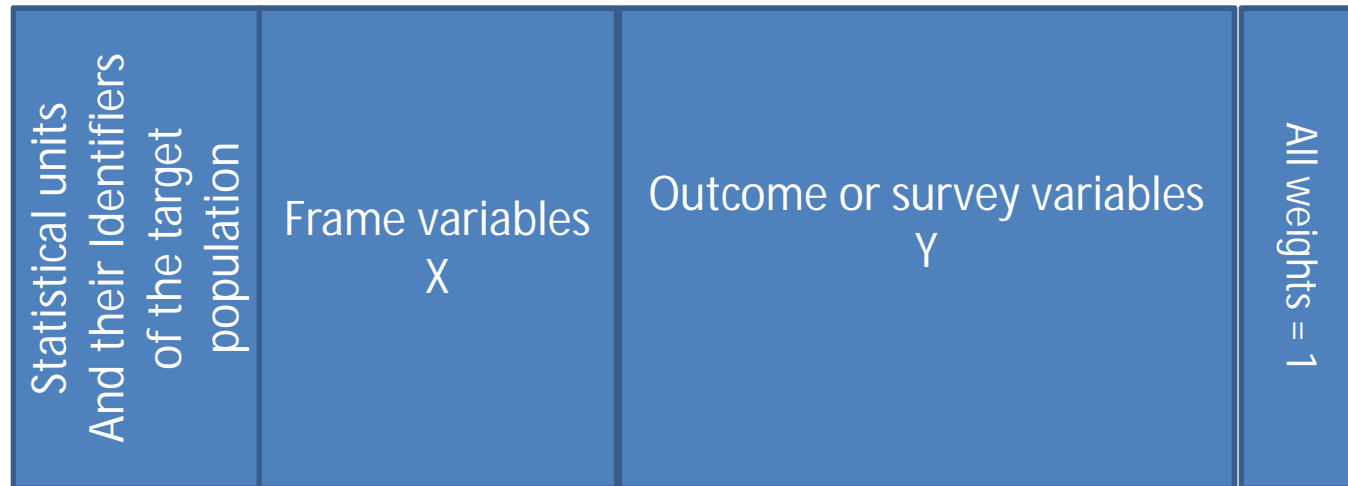 Statistical units
And their Identifiers
of the target
population
Frame variables
X
Outcome or survey variables
Y
All weights = 1